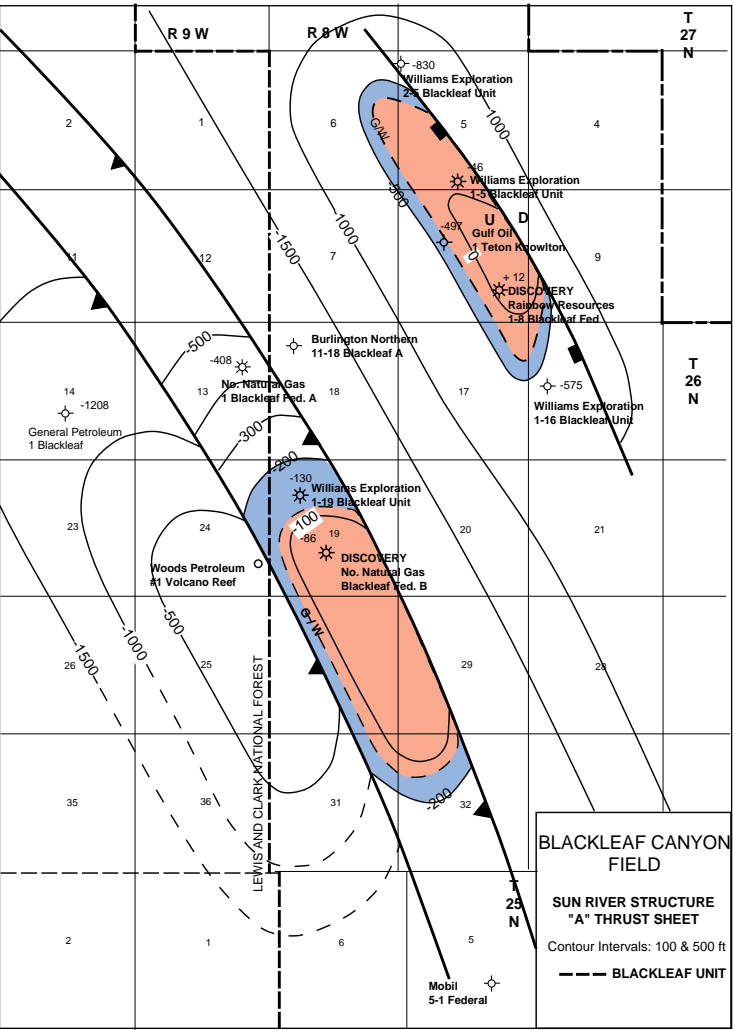 R 9 W
R 8 W
T
27
N
-830
Williams Exploration
2-5 Blackleaf Unit
2
1
6
5
4
G/W
-1000
-46
Williams Exploration
1-5 Blackleaf Unit
-500
-1000
-1500
U D
-497
Gulf Oil
1 Teton Knowlton
0
11
12
7
9
+ 12
DISCOVERY
Rainbow Resources
1-8 Blackleaf Fed
-500
Burlington Northern
11-18 Blackleaf A
-408
No. Natural Gas
1 Blackleaf Fed. A
T
26
N
14
13
18
17
-575
Williams Exploration
1-16 Blackleaf Unit
-1208
General Petroleum
1 Blackleaf
-300
-200
-130
Williams Exploration
1-19 Blackleaf Unit
-100
23
24
19
20
21
-86
DISCOVERY
No. Natural Gas
Blackleaf Fed. B
Woods Petroleum
#1 Volcano Reef
G/W
-500
-1000
-1500
26
25
29
28
LEWIS AND CLARK NATIONAL FOREST
35
36
31
-200
32
BLACKLEAF CANYON
FIELD
SUN RIVER STRUCTURE
"A" THRUST SHEET
Contour Intervals: 100 & 500 ft
BLACKLEAF UNIT
T
25
N
2
1
6
5
Mobil
5-1 Federal